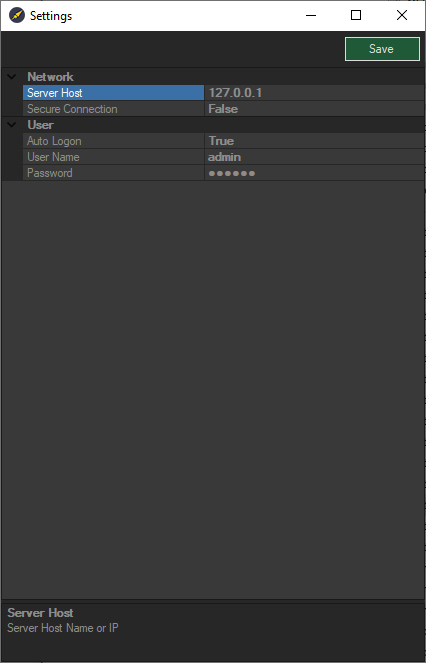 Settings
Save
Network
Server Host 127.0.0.1
Secure Connection False
User
Auto Logon True
User Name admin
Password ●●●●●●
Server Host
Server Host Name or IP